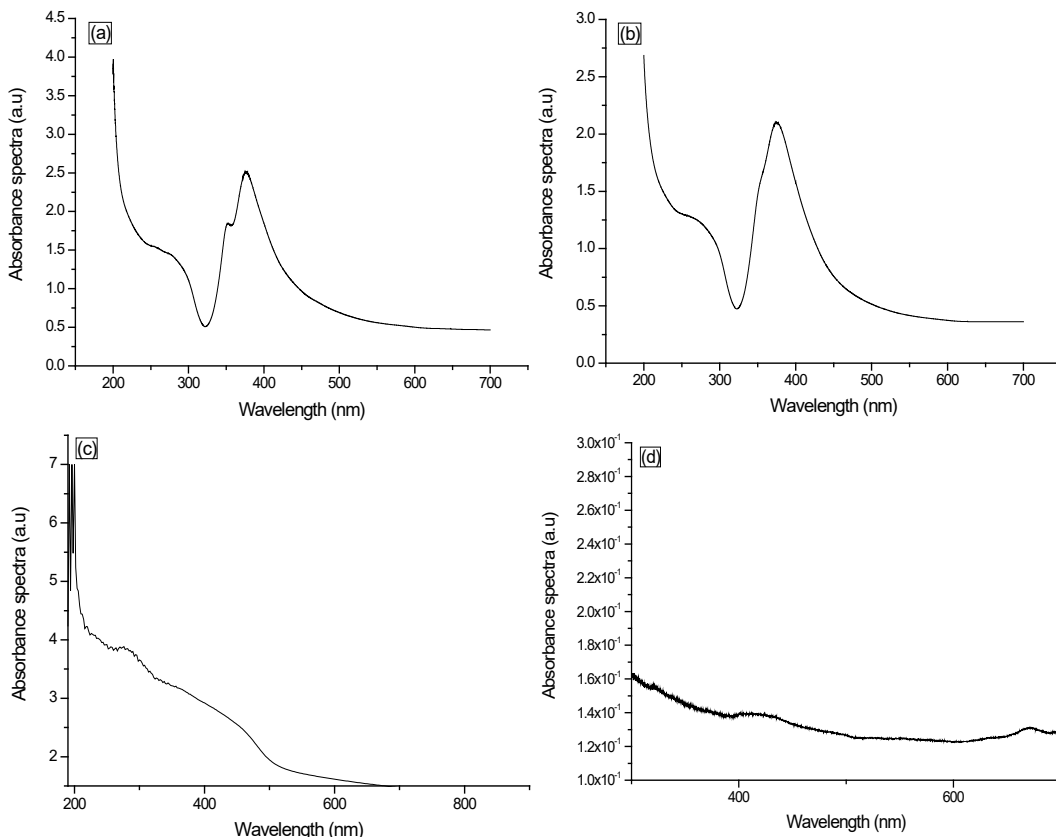 (a)
Absorbance spectra (a.u)
4.5
4.0
3.5
3.0
2.5
2.0
1.5
1.0
0.5
0.0
200 300 400 500 600 700
Wavelength (nm)
(b)
Absorbance spectra (a.u)
3.0
2.5
2.0
1.5
1.0
0.5
0.0
200 300 400 500 600 700
Wavelength (nm)
(c)
Absorbance spectra (a.u)
7
6
5
4
3
2
200 400 600 800
Wavelength (nm)
(d)
Absorbance spectra (a.u)
3.0x10⁻¹
2.8x10⁻¹
2.6x10⁻¹
2.4x10⁻¹
2.2x10⁻¹
2.0x10⁻¹
1.8x10⁻¹
1.6x10⁻¹
1.4x10⁻¹
1.2x10⁻¹
1.0x10⁻¹
400 600
Wavelength (nm)